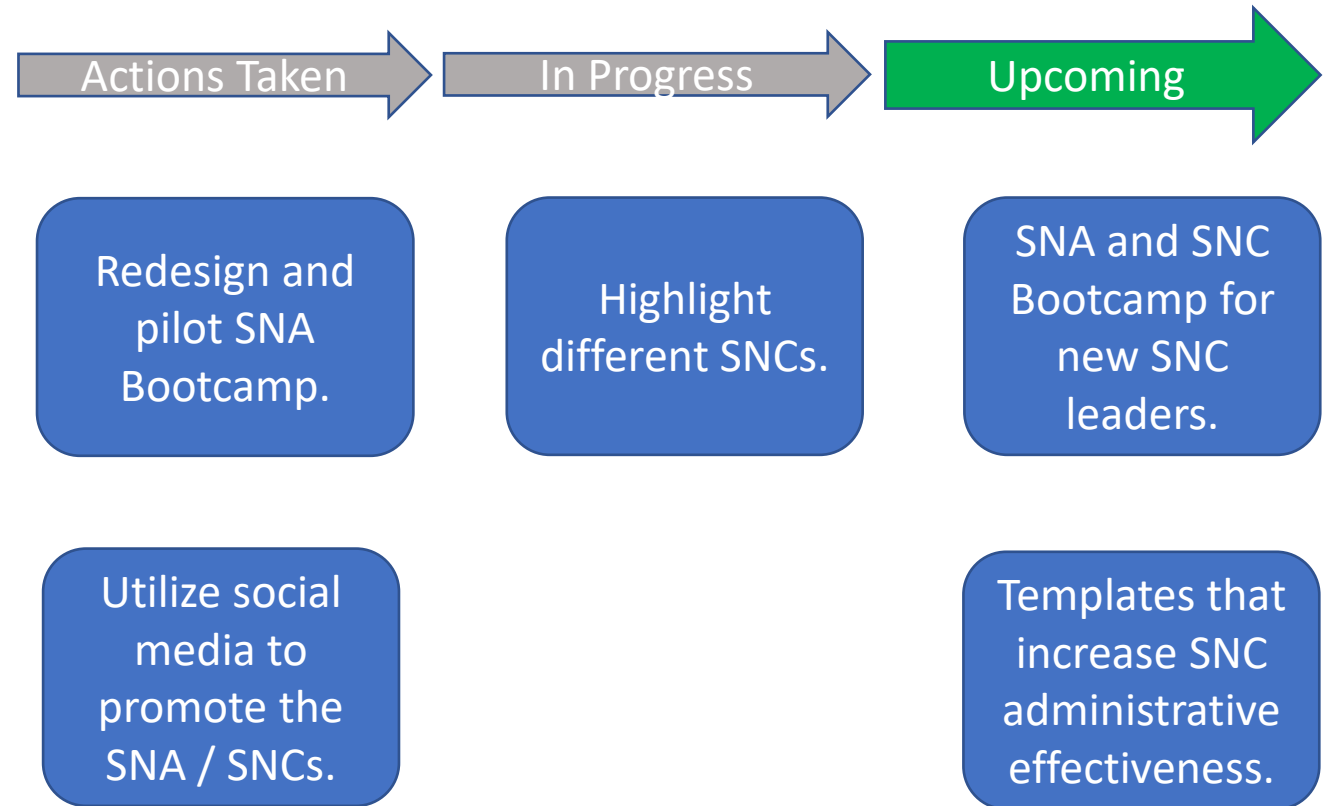 Actions Taken
In Progress
Upcoming
Redesign and
pilot SNA
Bootcamp.
Highlight
different SNCs.
SNA and SNC
Bootcamp for
new SNC
leaders.
Utilize social
media to
promote the
SNA / SNCs.
Templates that
increase SNC
administrative
effectiveness.